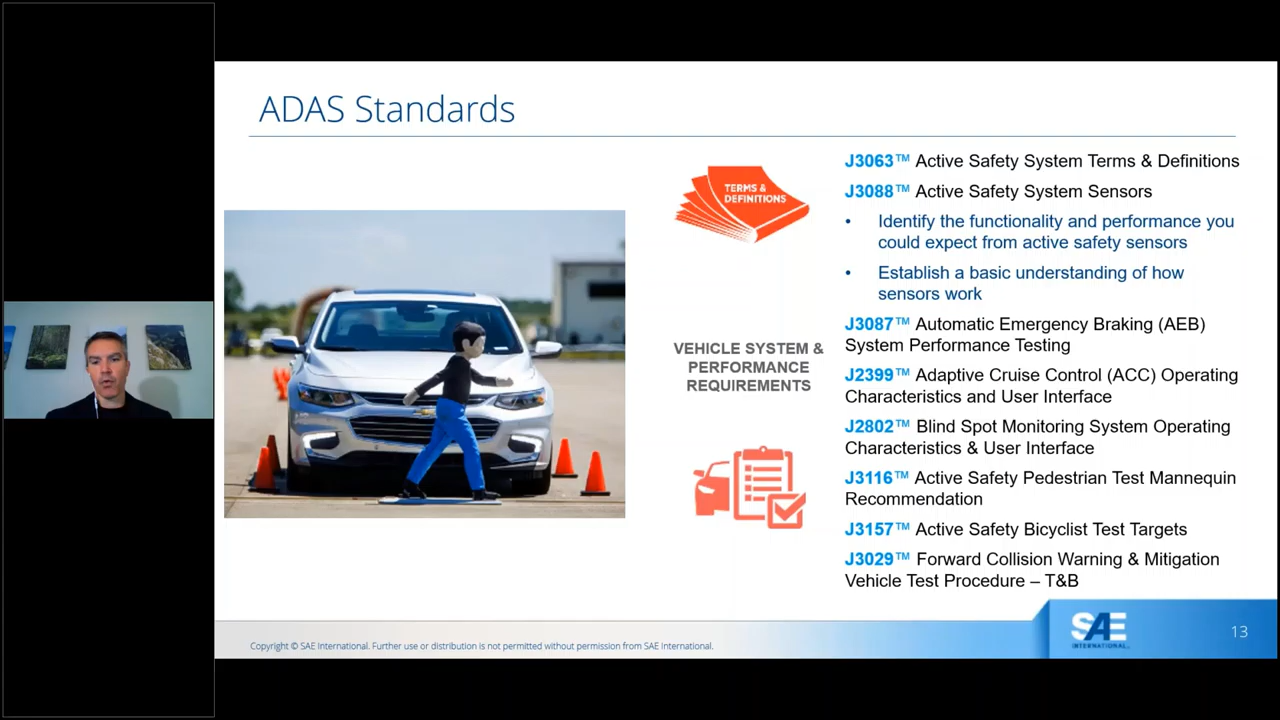 ADAS Standards
TERMS &
DEFINITIONS
VEHICLE SYSTEM &
PERFORMANCE
REQUIREMENTS
J3063™ Active Safety System Terms & Definitions
J3088™ Active Safety System Sensors
• Identify the functionality and performance you
could expect from active safety sensors
• Establish a basic understanding of how
sensors work
J3087™ Automatic Emergency Braking (AEB)
System Performance Testing
J2399™ Adaptive Cruise Control (ACC) Operating
Characteristics and User Interface
J2802™ Blind Spot Monitoring System Operating
Characteristics & User Interface
J3116™ Active Safety Pedestrian Test Mannequin
Recommendation
J3157™ Active Safety Bicyclist Test Targets
J3029™ Forward Collision Warning & Mitigation
Vehicle Test Procedure – T&B
Copyright © SAE International. Further use or distribution is not permitted without permission from SAE International.
SAE
INTERNATIONAL.
13